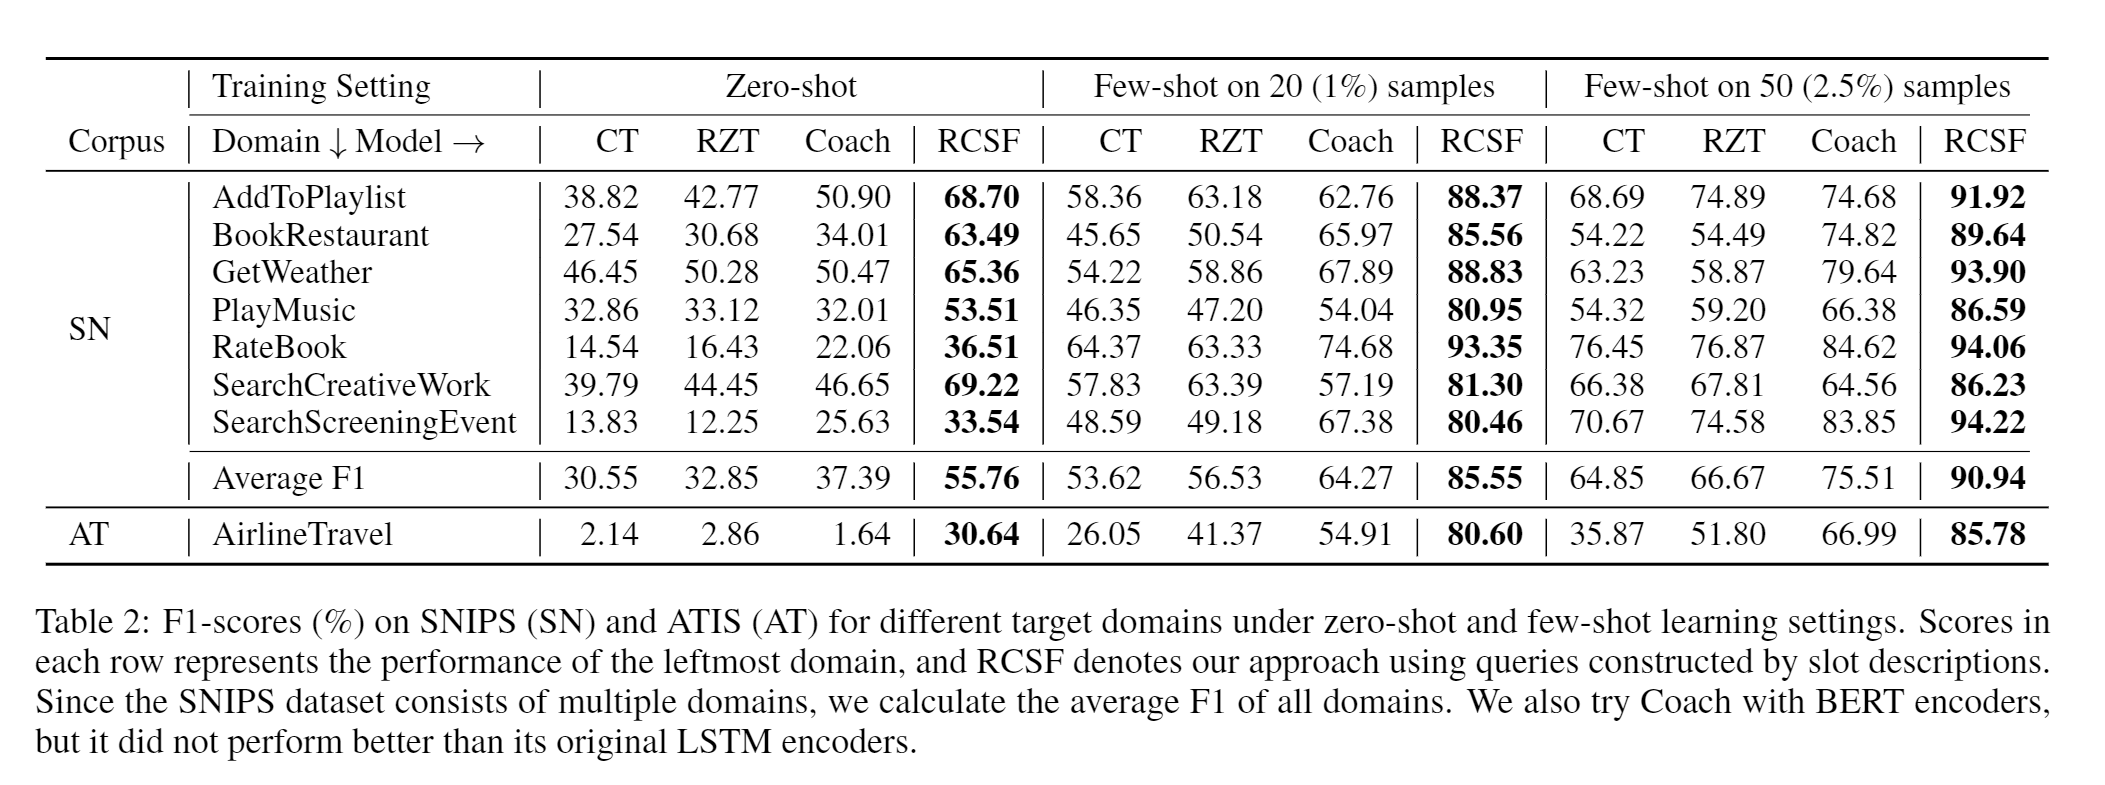 Training Setting Zero-shot Few-shot on 20 (1%) samples Few-shot on 50 (2.5%) samples
Corpus Domain ↓ Model → CT RZT Coach RCSF CT RZT Coach RCSF CT RZT Coach RCSF
AddToPlaylist 38.82 42.77 50.90 68.70 58.36 63.18 62.76 88.37 68.69 74.89 74.68 91.92
BookRestaurant 27.54 30.68 34.01 63.49 45.65 50.54 65.97 85.56 54.22 54.49 74.82 89.64
GetWeather 46.45 50.28 50.47 65.36 54.22 58.86 67.89 88.83 63.23 58.87 79.64 93.90
PlayMusic 32.86 33.12 32.01 53.51 46.35 47.20 54.04 80.95 54.32 59.20 66.38 86.59
SN
RateBook 14.54 16.43 22.06 36.51 64.37 63.33 74.68 93.35 76.45 76.87 84.62 94.06
SearchCreativeWork 39.79 44.45 46.65 69.22 57.83 63.39 57.19 81.30 66.38 67.81 64.56 86.23
SearchScreeningEvent 13.83 12.25 25.63 33.54 48.59 49.18 67.38 80.46 70.67 74.58 83.85 94.22
Average F1 30.55 32.85 37.39 55.76 53.62 56.53 64.27 85.55 64.85 66.67 75.51 90.94
AT AirlineTravel 2.14 2.86 1.64 30.64 26.05 41.37 54.91 80.60 35.87 51.80 66.99 85.78
Table 2: F1-scores (%) on SNIPS (SN) and ATIS (AT) for different target domains under zero-shot and few-shot learning settings. Scores in
each row represents the performance of the leftmost domain, and RCSF denotes our approach using queries constructed by slot descriptions.
Since the SNIPS dataset consists of multiple domains, we calculate the average F1 of all domains. We also try Coach with BERT encoders,
but it did not perform better than its original LSTM encoders.